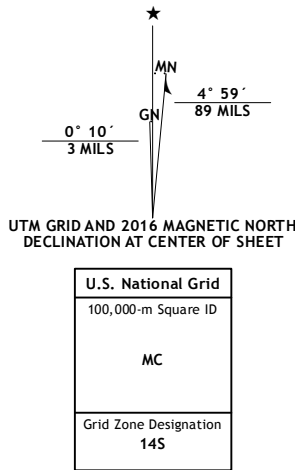 MN
GN
4° 59´
89 MILS
0° 10´
3 MILS
UTM GRID AND 2016 MAGNETIC NORTH
DECLINATION AT CENTER OF SHEET
U.S. National Grid
100,000-m Square ID
MC
Grid Zone Designation
14S